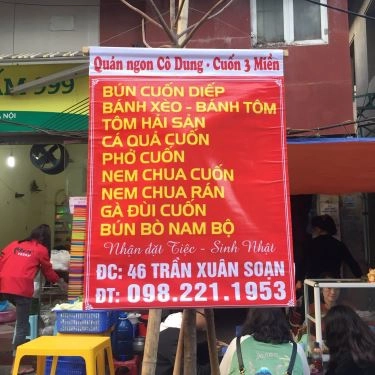 Quán ngon Cô Dung - Cuốn 3 Miền
BÚN CUỐN DIẾP
BÁNH XÈO - BÁNH TÔM
TÔM HẢI SẢN
CÁ QUẢ CUỐN
PHỞ CUỐN
NEM CHUA CUỐN
NEM CHUA RÁN
GÀ ĐÙI CUỐN
BÚN BÒ NAM BỘ
Nhận đặt Tiệc - Sinh Nhật
ĐC: 46 TRẦN XUÂN SOẠN
ĐT: 098.221.1953
999
NỘI